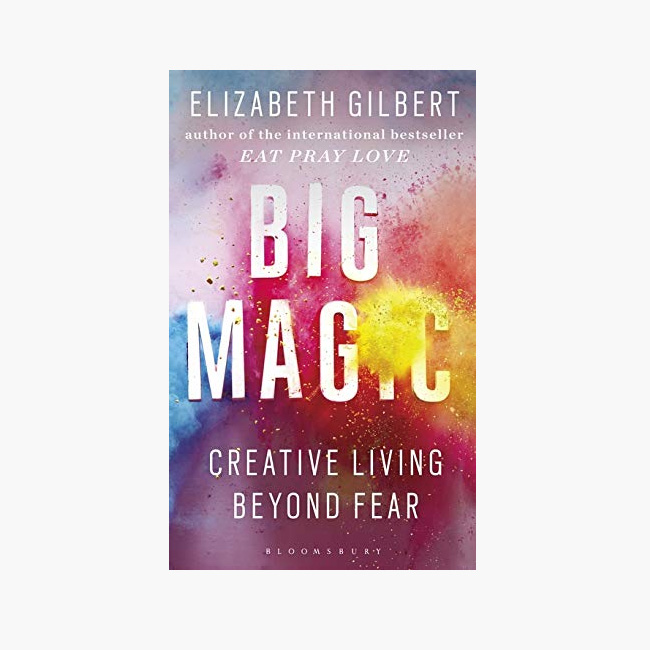 ELIZABETH GILBERT
author of the international bestseller
EAT PRAY LOVE
BIG
MAGIC
CREATIVE LIVING
BEYOND FEAR
BLOOMSBURY